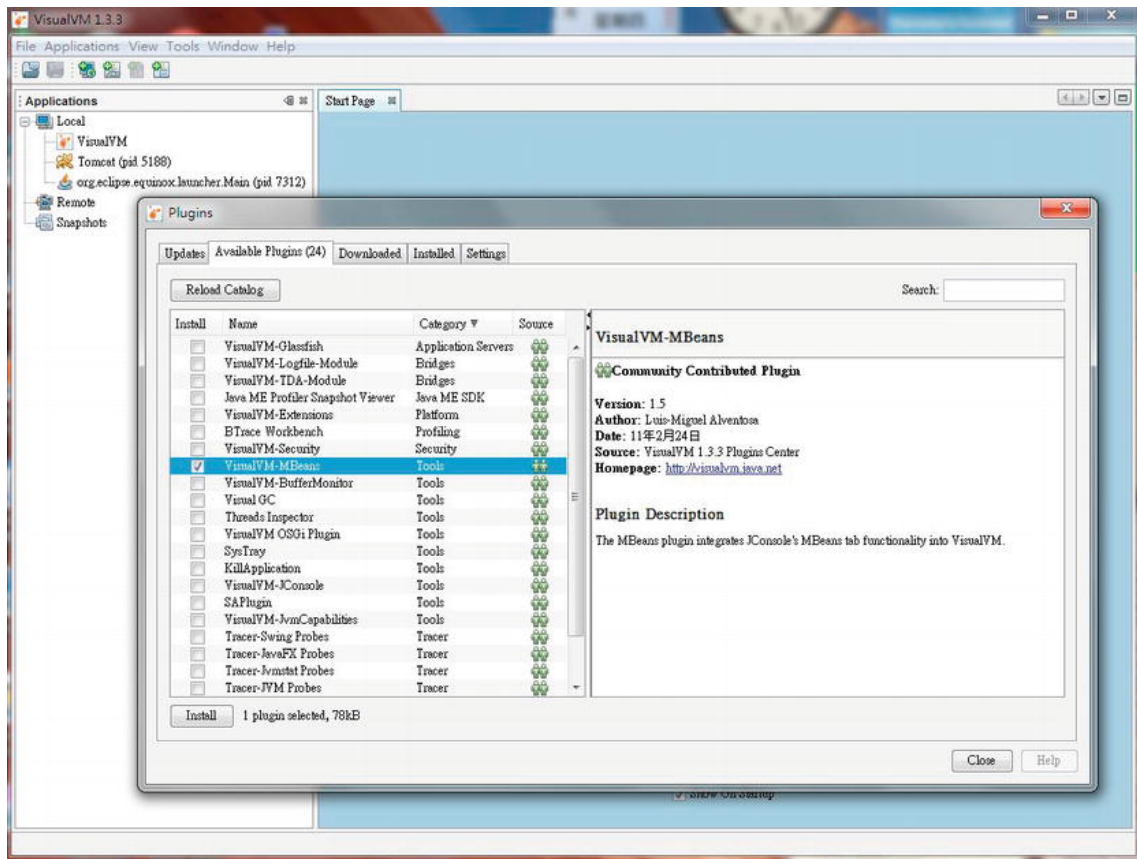 VisualVM 1.3.3
File Applications View Tools Window Help
Applications
Start Page
Local
VisualVM
Tomcat (pid 5188)
org.eclipse.equinox.launcher.Main (pid 7312)
Remote
Snapshots
Plugins
Updates Available Plugins (24) Downloaded Installed Settings
Reload Catalog
Search:
Install Name Category Source
VisualVM-Glassfish Application Servers
VisualVM-Logfile-Module Bridges
VisualVM-TDA-Module Bridges
Java ME Profiler Snapshot Viewer Java ME SDK
VisualVM-Extensions Platform
BTrace Workbench Profiling
VisualVM-Security Security
VisualVM-MBeans Tools
VisualVM-BufferMonitor Tools
Visual GC Tools
Threads Inspector Tools
VisualVM OSGi Plugin Tools
SysTray Tools
KillApplication Tools
VisualVM-JConsole Tools
SAPlugin Tools
VisualVM-JvmCapabilities Tools
Tracer-Swing Probes Tracer
Tracer-JavaFX Probes Tracer
Tracer-Jvmstat Probes Tracer
Tracer-JVM Probes Tracer
VisualVM-MBeans
Community Contributed Plugin
Version: 1.5
Author: Luis-Miguel Alventosa
Date: 11年2月24日
Source: VisualVM 1.3.3 Plugins Center
Homepage: http://visualvm.java.net
Plugin Description
The MBeans plugin integrates JConsole's MBeans tab functionality into VisualVM.
Install 1 plugin selected, 78kB
Close Help
Show On Startup